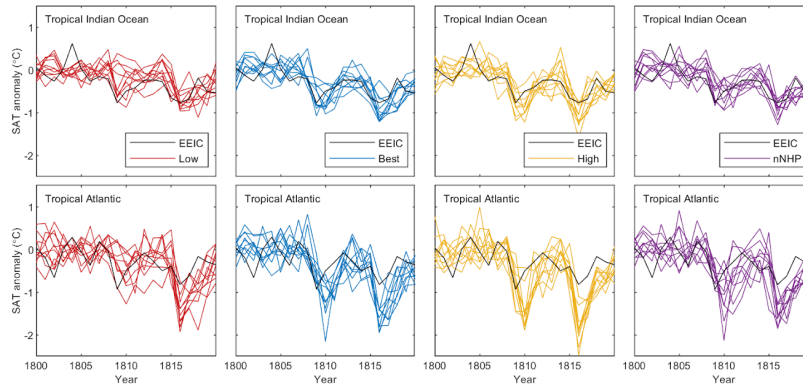 Tropical Indian Ocean Tropical Indian Ocean Tropical Indian Ocean Tropical Indian Ocean
1
0
-1
-2
SAT anomaly (°C)
EEIC EEIC EEIC EEIC
Low Best High nNHP
Tropical Atlantic Tropical Atlantic Tropical Atlantic Tropical Atlantic
1
0
-1
-2
SAT anomaly (°C)
1800 1805 1810 1815 1800 1805 1810 1815 1800 1805 1810 1815 1800 1805 1810 1815
Year Year Year Year